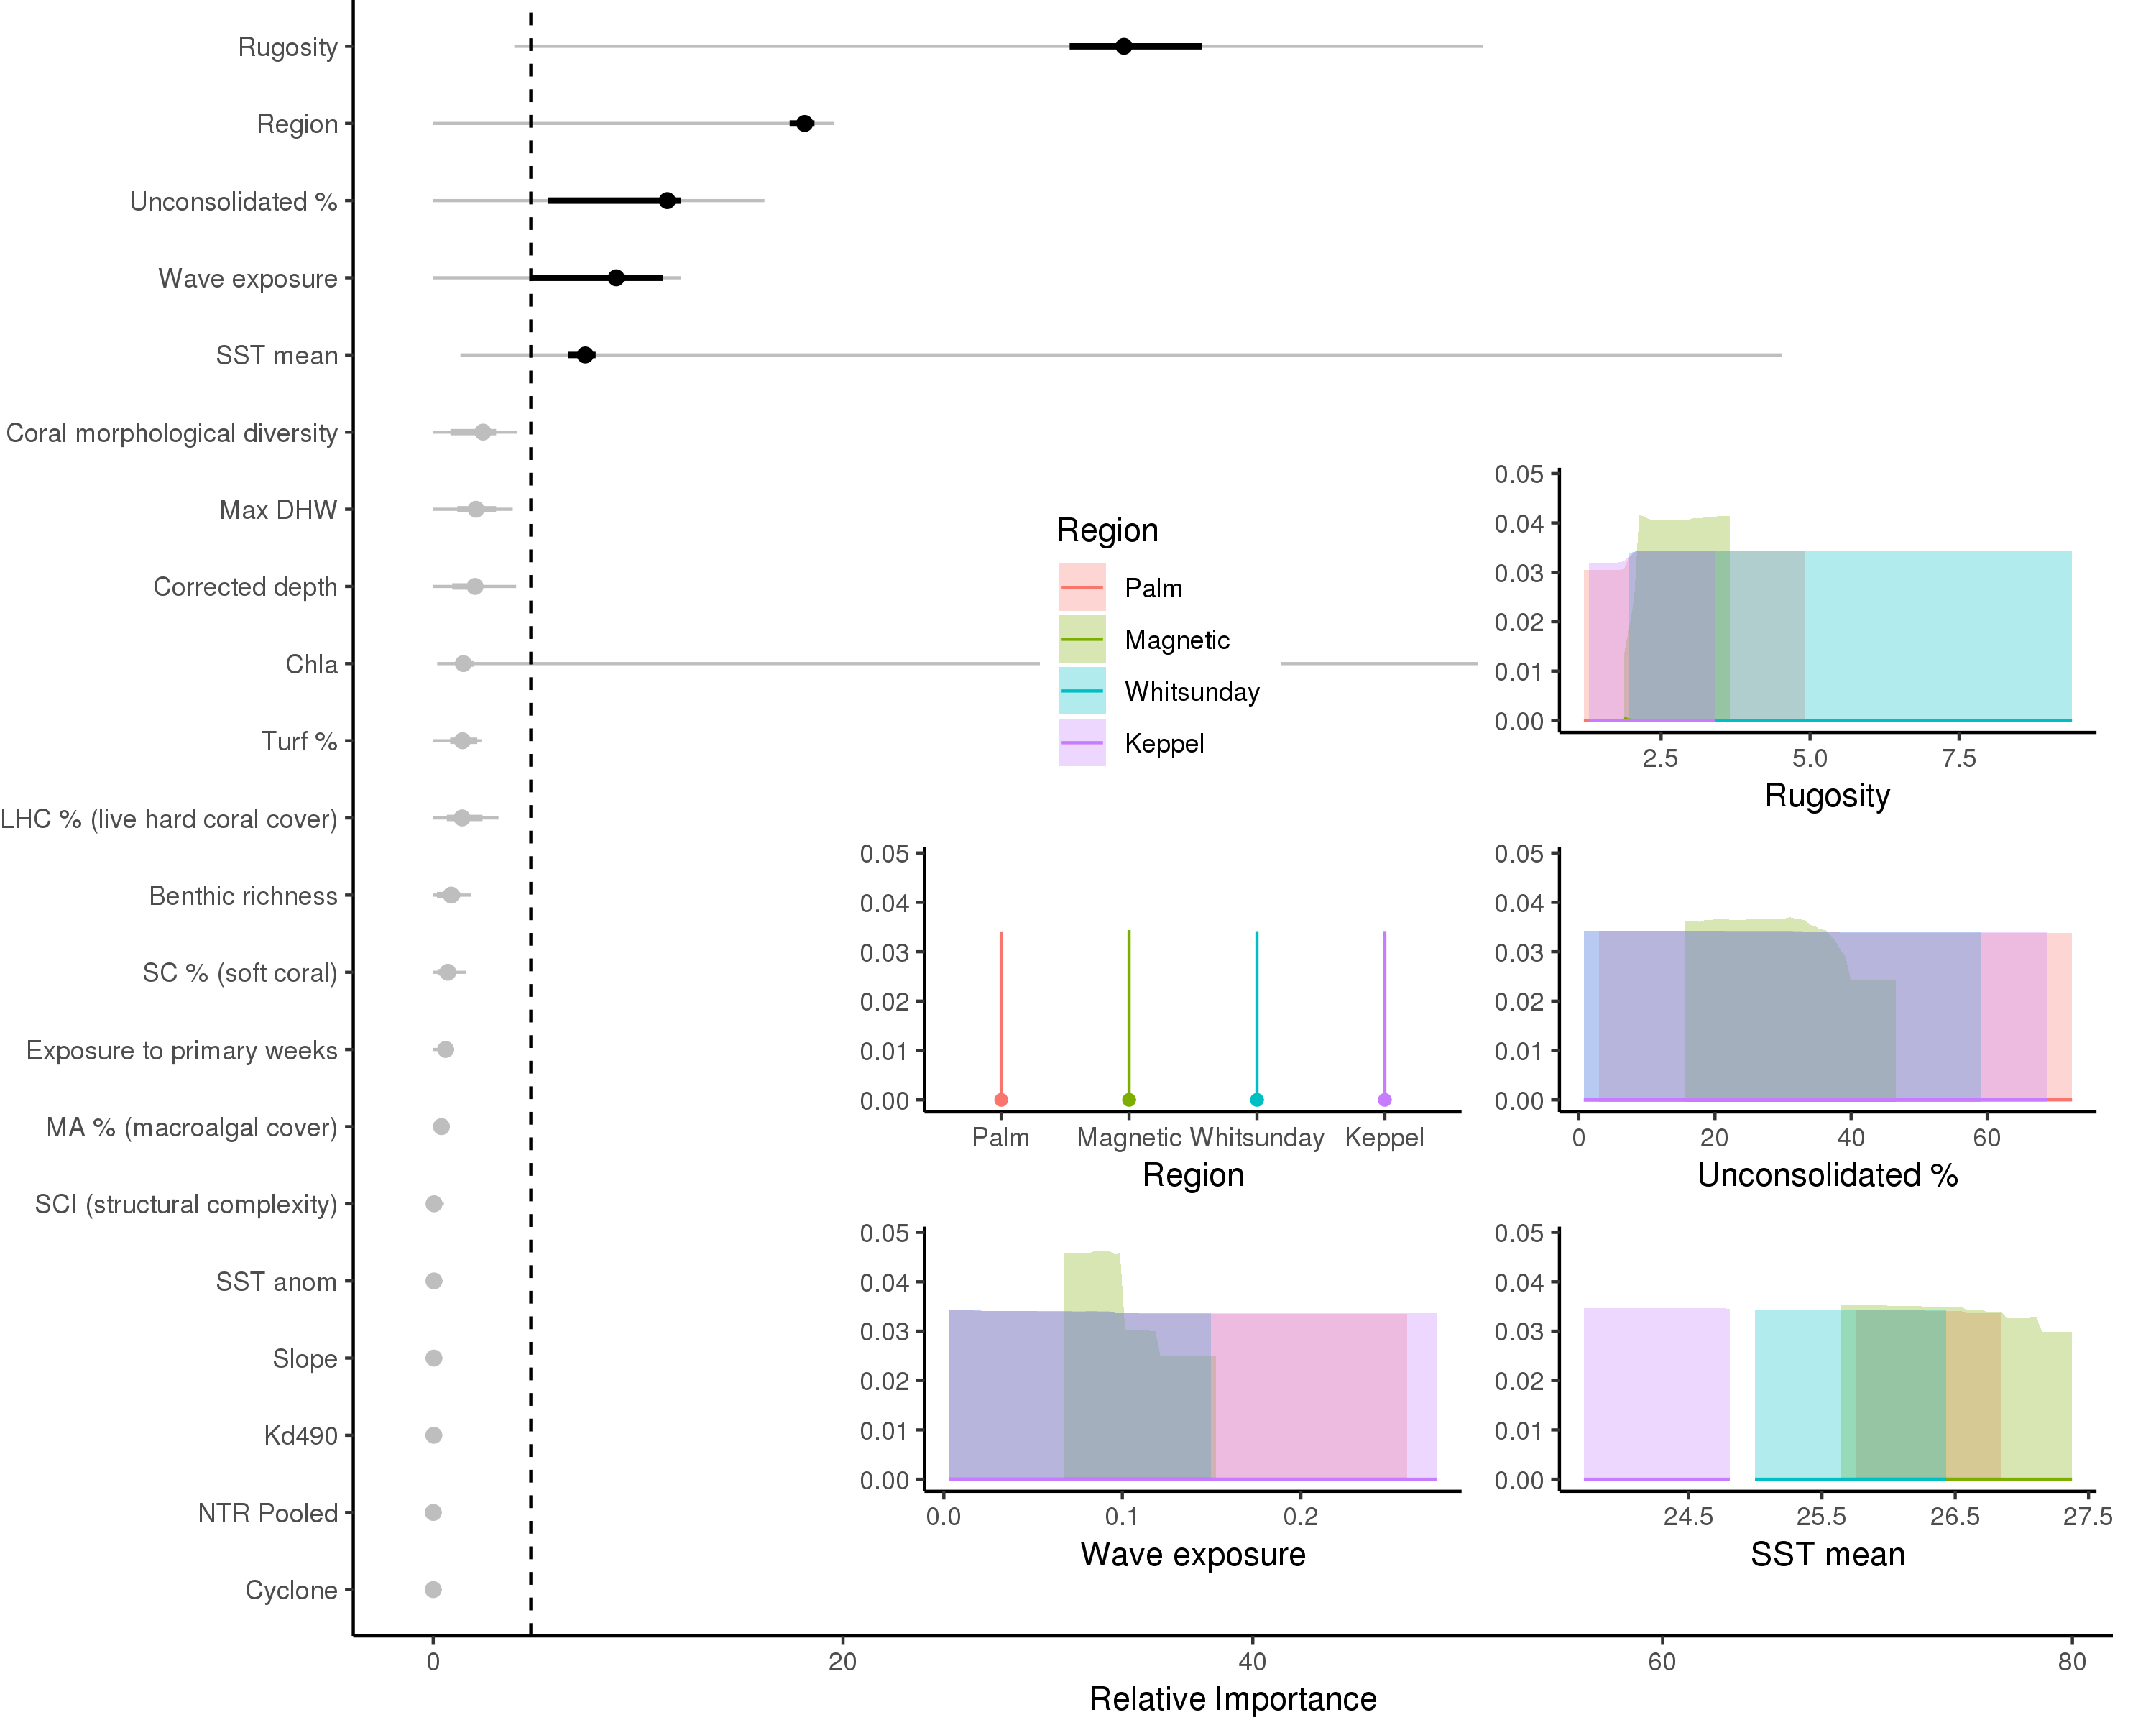 Rugosity
Region
Unconsolidated %
Wave exposure
SST mean
Coral morphological diversity
Max DHW
Corrected depth
Chla
Turf %
LHC % (live hard coral cover)
Benthic richness
SC % (soft coral)
Exposure to primary weeks
MA % (macroalgal cover)
SCI (structural complexity)
SST anom
Slope
Kd490
NTR Pooled
Cyclone
0 20 40 60 80
Relative Importance
Region
Palm
Magnetic
Whitsunday
Keppel
0.05
0.04
0.03
0.02
0.01
0.00
2.5 5.0 7.5
Rugosity
0.05
0.04
0.03
0.02
0.01
0.00
Palm Magnetic Whitsunday Keppel
Region
0.05
0.04
0.03
0.02
0.01
0.00
0 20 40 60
Unconsolidated %
0.05
0.04
0.03
0.02
0.01
0.00
0.0 0.1 0.2
Wave exposure
0.05
0.04
0.03
0.02
0.01
0.00
24.5 25.5 26.5 27.5
SST mean